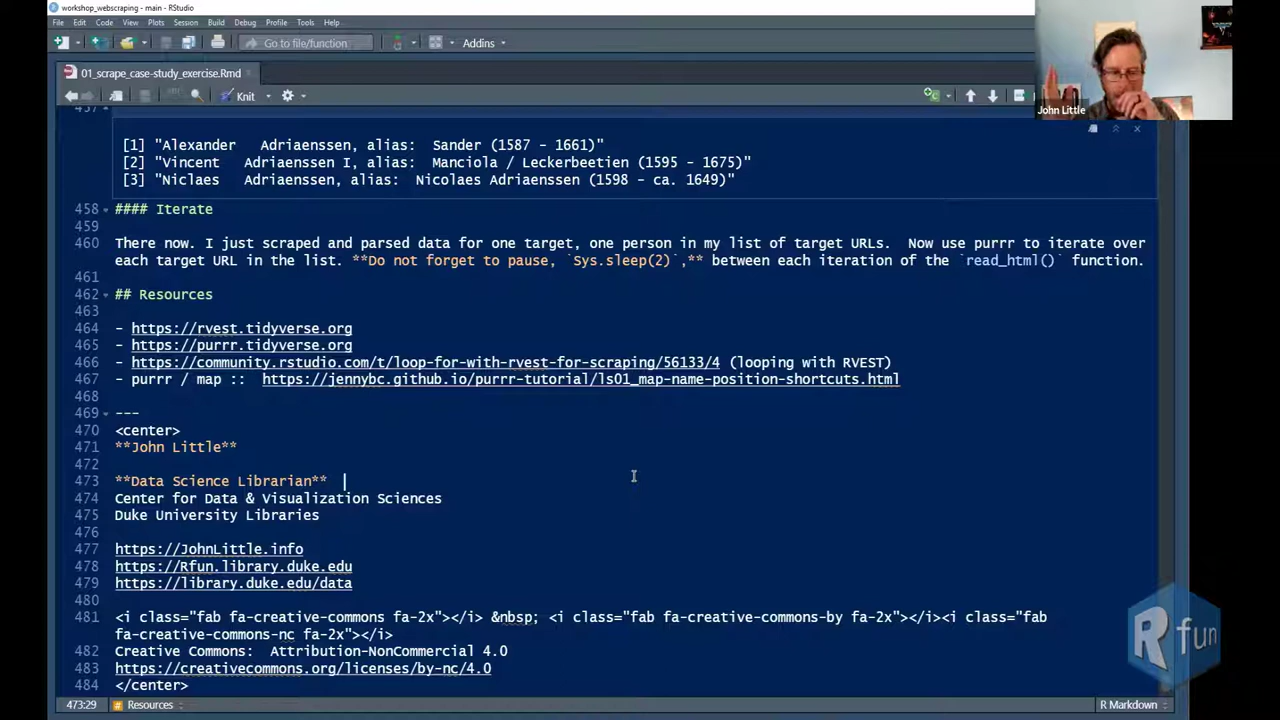 workshop_webscraping - main - RStudio
File Edit Code View Plots Session Build Debug Profile Tools Help
Go to file/function Addins
01_scrape_case-study_exercise.Rmd
Knit
John Little
457
[1] "Alexander   Adriaenssen, alias:  Sander (1587 - 1661)"
[2] "Vincent   Adriaenssen I, alias:  Manciola / Leckerbeetien (1595 - 1675)"
[3] "Niclaes   Adriaenssen, alias:  Nicolaes Adriaenssen (1598 - ca. 1649)"
458 #### Iterate
459
460 There now. I just scraped and parsed data for one target, one person in my list of target URLs.  Now use purrr to iterate over
each target URL in the list. **Do not forget to pause, `Sys.sleep(2)`,** between each iteration of the `read_html()` function.
461
462 ## Resources
463
464 - https://rvest.tidyverse.org
465 - https://purrr.tidyverse.org
466 - https://community.rstudio.com/t/loop-for-with-rvest-for-scraping/56133/4 (looping with RVEST)
467 - purrr / map ::  https://jennybc.github.io/purrr-tutorial/ls01_map-name-position-shortcuts.html
468
469 ---
470 <center>
471 **John Little**
472
473 **Data Science Librarian**
474 Center for Data & Visualization Sciences
475 Duke University Libraries
476
477 https://JohnLittle.info
478 https://Rfun.library.duke.edu
479 https://library.duke.edu/data
480
481 <i class="fab fa-creative-commons fa-2x"></i> &nbsp; <i class="fab fa-creative-commons-by fa-2x"></i><i class="fab
fa-creative-commons-nc fa-2x"></i>
482 Creative Commons:  Attribution-NonCommercial 4.0
483 https://creativecommons.org/licenses/by-nc/4.0
484 </center>
R fun
473:29 Resources R Markdown